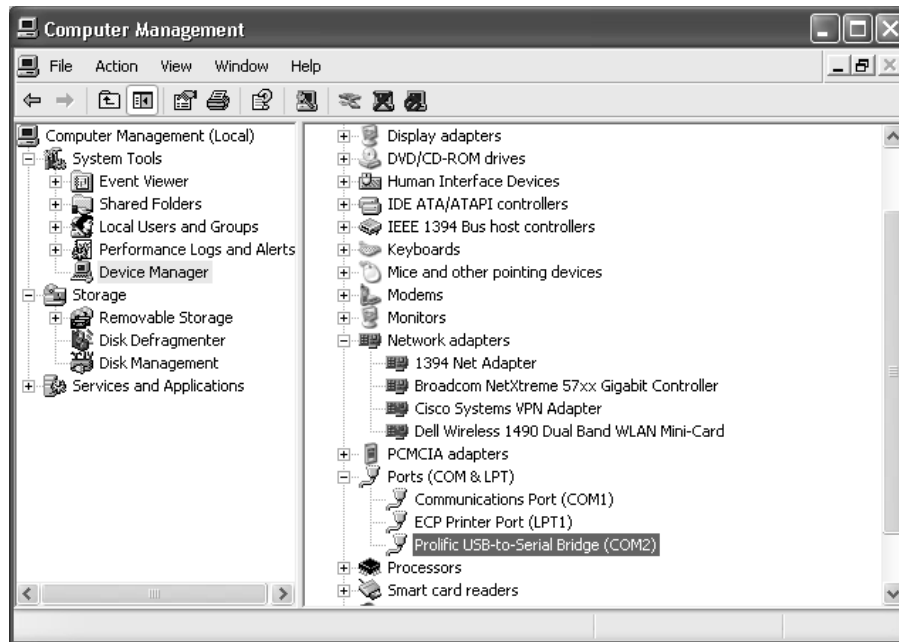 Computer Management
File Action View Window Help
Computer Management (Local)
System Tools
Event Viewer
Shared Folders
Local Users and Groups
Performance Logs and Alerts
Device Manager
Storage
Removable Storage
Disk Defragmenter
Disk Management
Services and Applications
Display adapters
DVD/CD-ROM drives
Human Interface Devices
IDE ATA/ATAPI controllers
IEEE 1394 Bus host controllers
Keyboards
Mice and other pointing devices
Modems
Monitors
Network adapters
1394 Net Adapter
Broadcom NetXtreme 57xx Gigabit Controller
Cisco Systems VPN Adapter
Dell Wireless 1490 Dual Band WLAN Mini-Card
PCMCIA adapters
Ports (COM & LPT)
Communications Port (COM1)
ECP Printer Port (LPT1)
Prolific USB-to-Serial Bridge (COM2)
Processors
Smart card readers